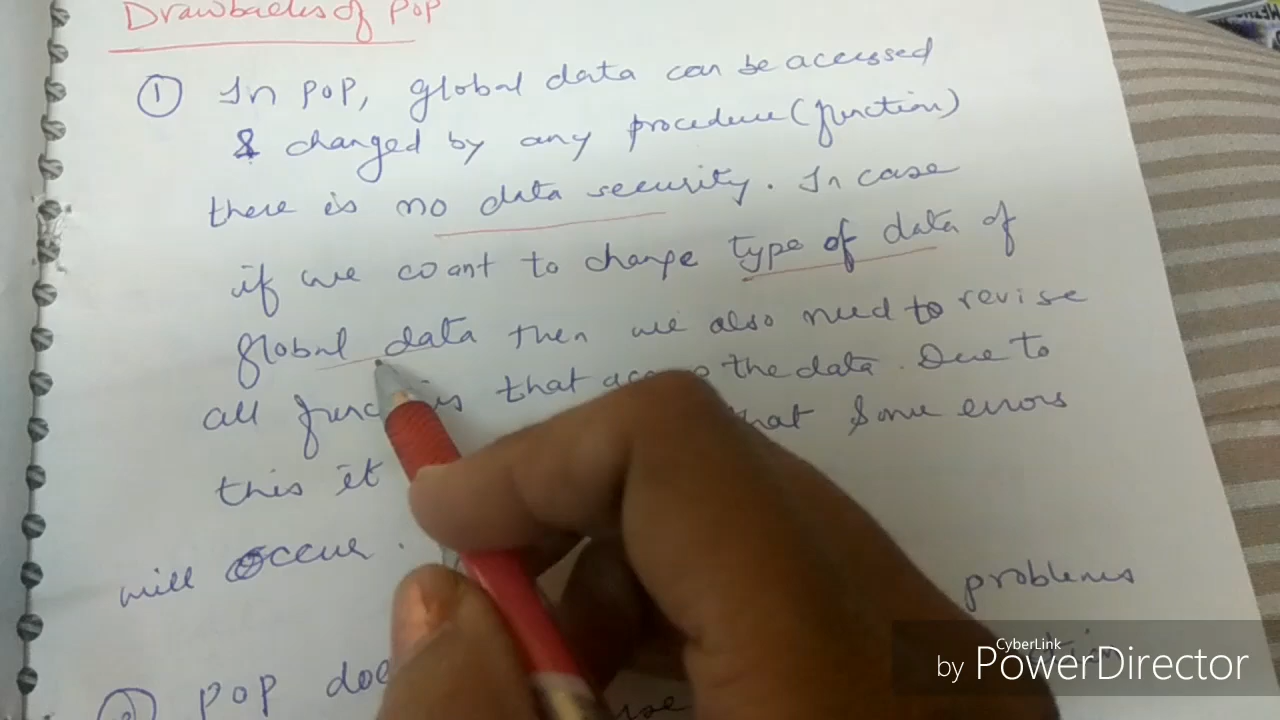 Drawbacks of POP
① In POP, global data can be acessed
& changed by any procedure (function)
there is no data security. In case
if we want to change type of data of
global data then we also need to revise
all that the data. Due to
this it that some errors
will occur.
problems
② POP
by CyberLink PowerDirector